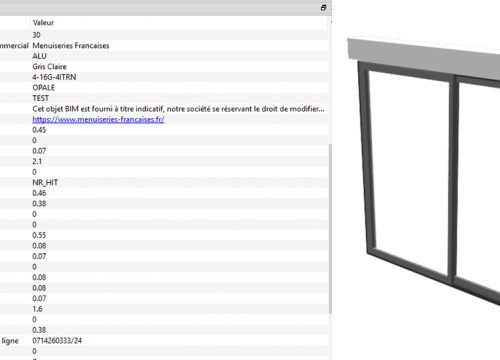 Valeur
30
mmercial Menuiseries Francaises
ALU
Gris Claire
4-16G-4ITRN
OPALE
TEST
Cet objet BIM est fourni à titre indicatif, notre société se réservant le droit de modifier...
https://www.menuiseries-francaises.fr/
0.45
0
0.07
2.1
0
NR_HIT
0.46
0.38
0
0
0.55
0.08
0.07
0
0.08
0.08
0.07
1.6
0
0.38
ligne 0714260333/24
0